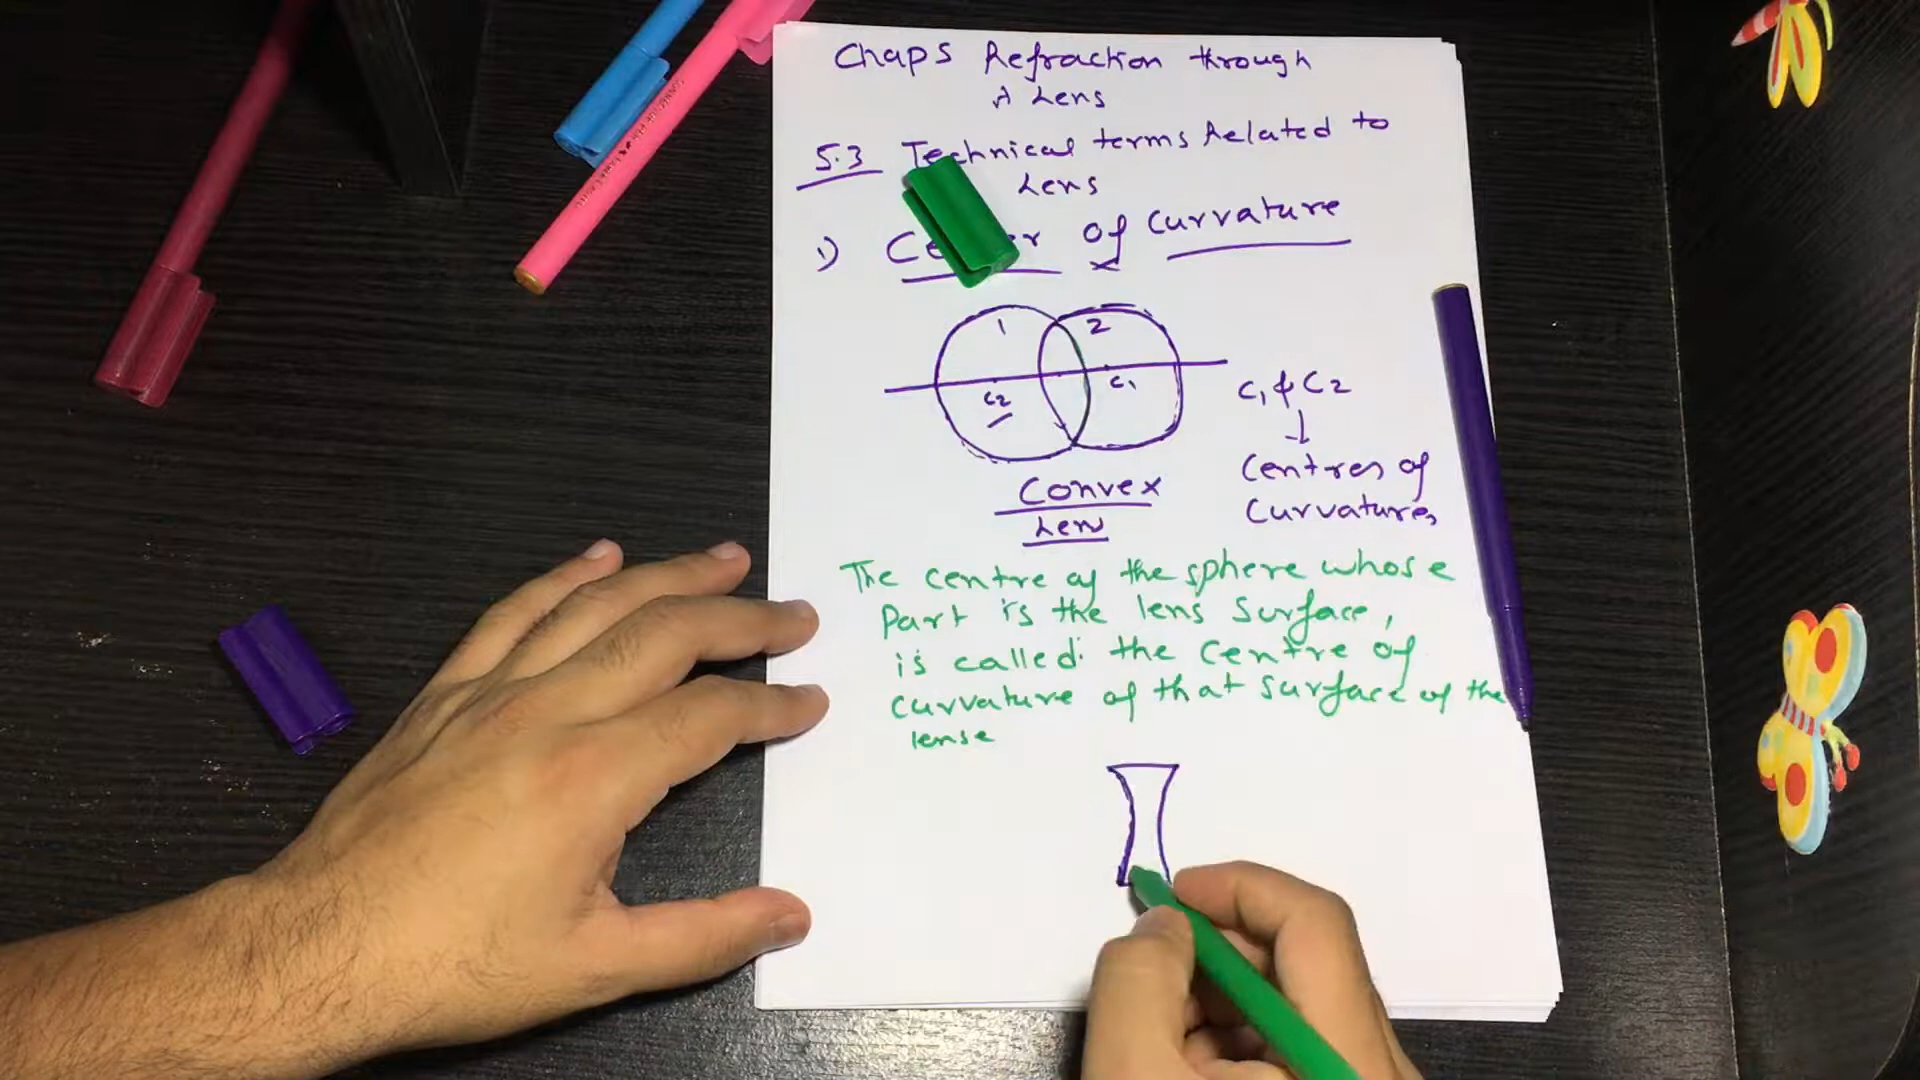 Chap5 Refraction through
A Lens
5.3 Technical terms Related to
Lens
1) of Curvature
1 2
C2 C1
C1 & C2
Centres of
Curvatures
Convex
Lens
The centre of the sphere whose
Part is the lens surface,
is called the centre of
curvature of that surface of the
lense